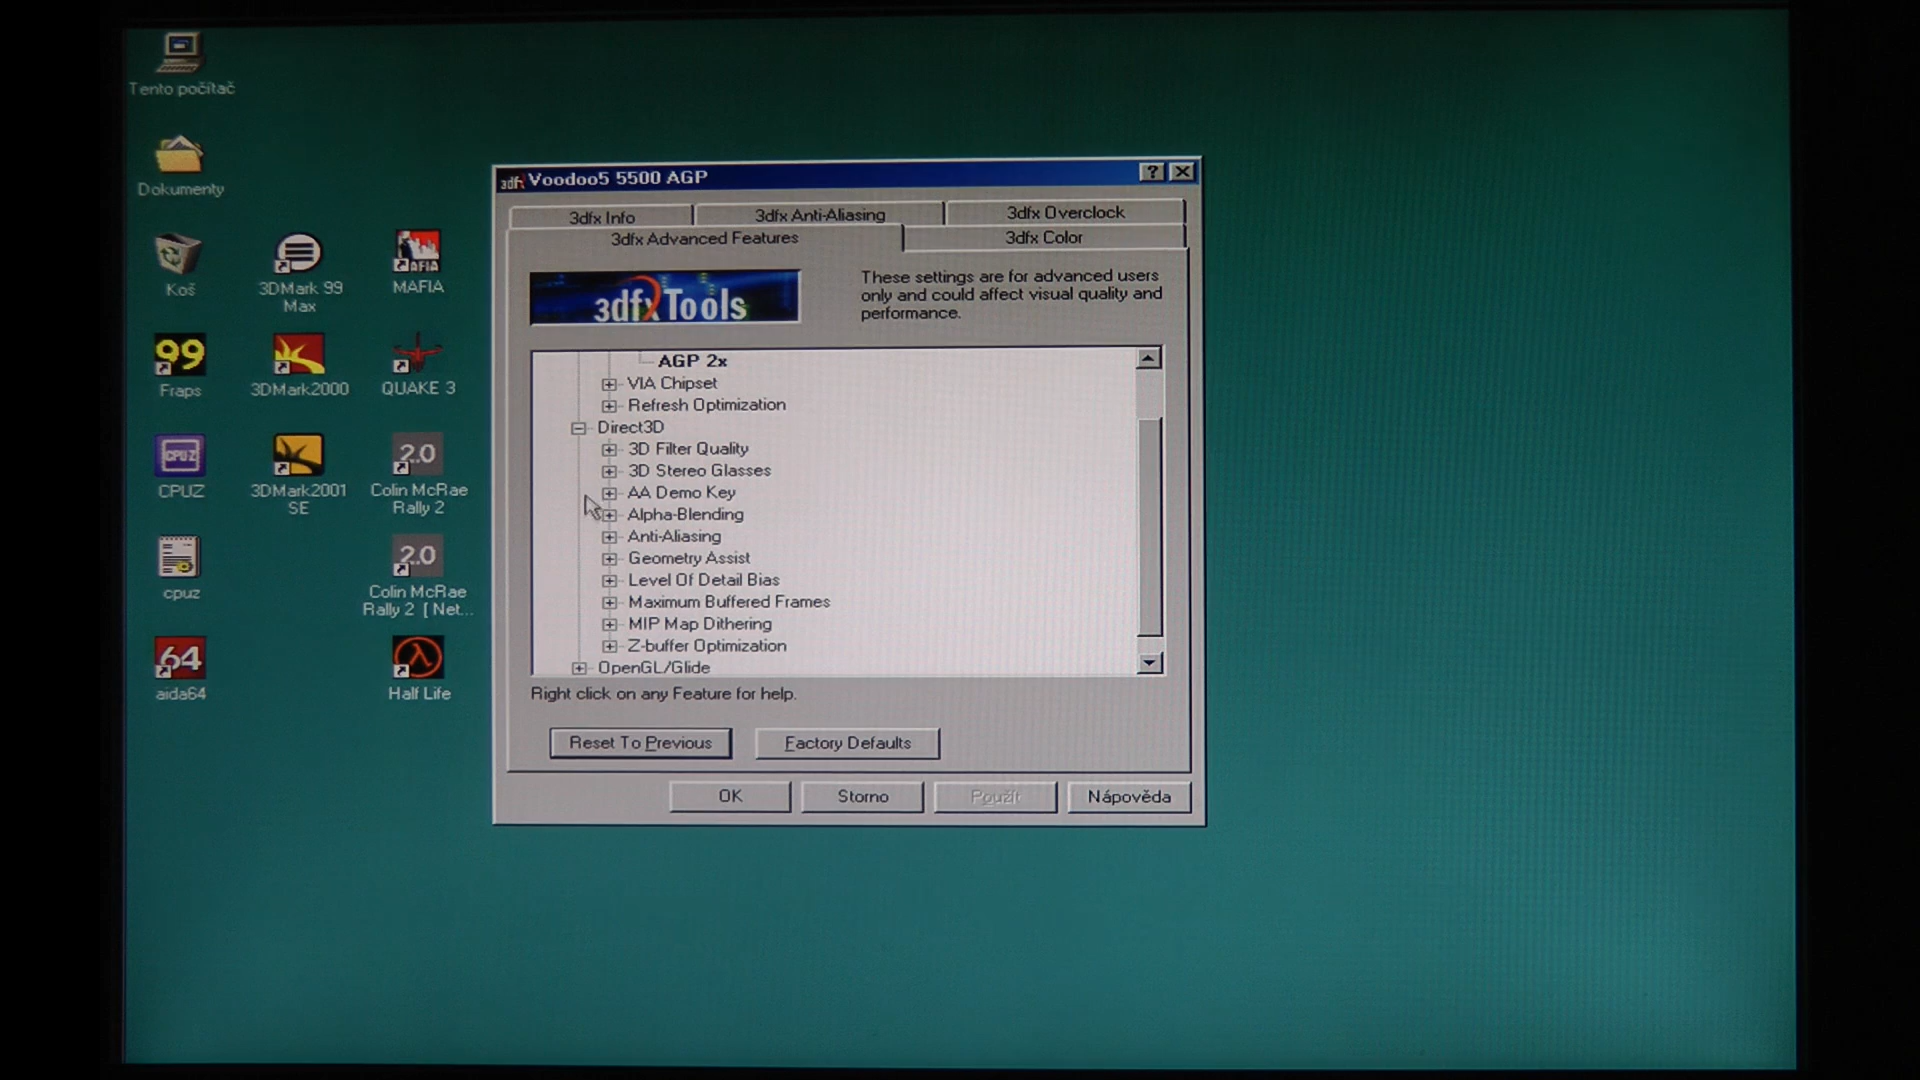 Tento počítač
Dokumenty
Koš
3DMark 99
Max
MAFIA
MAFIA
99
Fraps
3DMark2000
QUAKE 3
CPUZ
CPUZ
3DMark2001
SE
2.0
Colin McRae
Rally 2
cpuz
2.0
Colin McRae
Rally 2 [ Net...
64
aida64
Half Life
3dfx Voodoo5 5500 AGP
3dfx Info
3dfx Anti-Aliasing
3dfx Overclock
3dfx Advanced Features
3dfx Color
3dfx Tools
These settings are for advanced users
only and could affect visual quality and
performance.
AGP 2x
VIA Chipset
Refresh Optimization
Direct3D
3D Filter Quality
3D Stereo Glasses
AA Demo Key
Alpha-Blending
Anti-Aliasing
Geometry Assist
Level Of Detail Bias
Maximum Buffered Frames
MIP Map Dithering
Z-buffer Optimization
OpenGL/Glide
Right click on any Feature for help.
Reset To Previous
Factory Defaults
OK
Storno
Použít
Nápověda